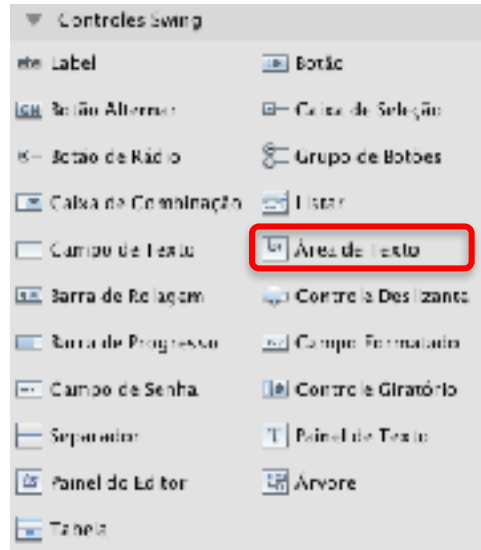 Controles Swing
Label Botão
Botão Alternar Caixa de Seleção
Botão de Rádio Grupo de Botões
Caixa de Combinação Listar
Campo de Texto Área de Texto
Barra de Rolagem Controle Deslizante
Barra de Progresso Campo Formatado
Campo de Senha Controle Giratório
Separador Painel de Texto
Painel do Editor Árvore
Tabela